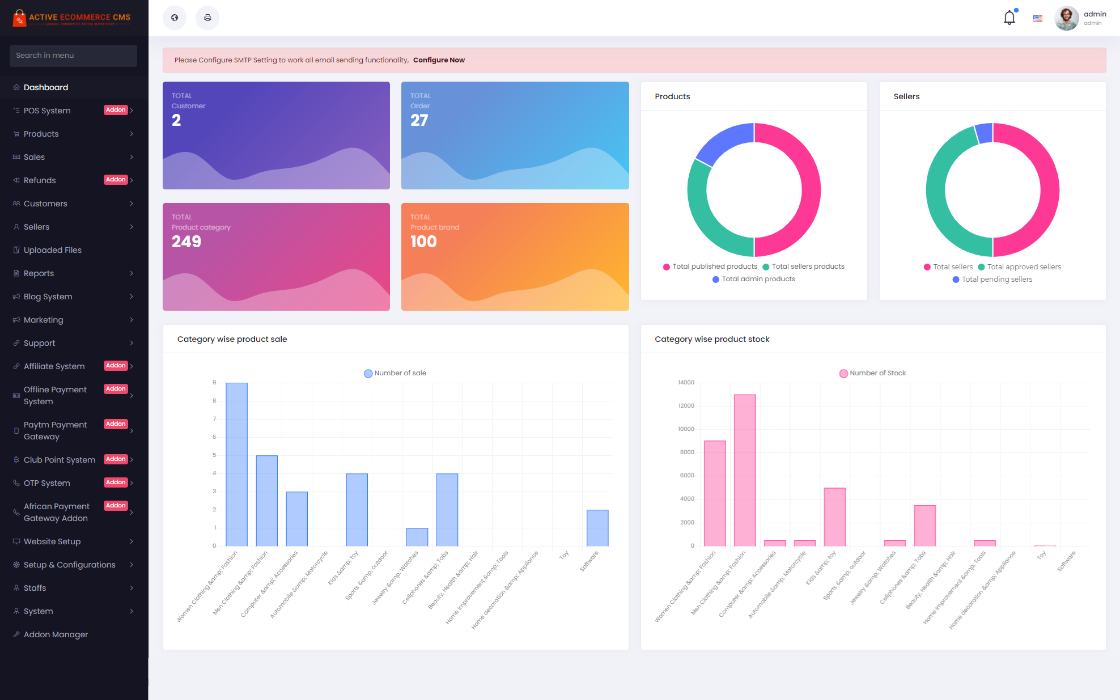 ACTIVE ECOMMERCE CMS
Search in menu
Dashboard
POS System Addon
Products
Sales
Refunds Addon
Customers
Sellers
Uploaded Files
Reports
Blog System
Marketing
Support
Affiliate System Addon
Offline Payment Addon
System
Paytm Payment Addon
Gateway
Club Point System Addon
OTP System Addon
African Payment Addon
Gateway Addon
Website Setup
Setup & Configurations
Staffs
System
Addon Manager
admin
admin
Please Configure SMTP Setting to work all email sending functionality, Configure Now
TOTAL
Customer
2
TOTAL
Order
27
TOTAL
Product category
249
TOTAL
Product brand
100
Products
Total published products Total sellers products
Total admin products
Sellers
Total sellers Total approved sellers
Total pending sellers
Category wise product sale
Number of sale
9
8
7
6
5
4
3
2
1
0
Women Clothing &amp; Fashion
Men Clothing &amp; Fashion
Computer &amp; Accessories
Automobile &amp; Motorcycle
Kids &amp; toy
Sports &amp; outdoor
Jewelry &amp; Watches
Cellphones &amp; Tabs
Beauty, Health &amp; Hair
Home Improvement &amp; Tools
Home decoration &amp; Appliance
Toy
Software
Category wise product stock
Number of Stock
14000
12000
10000
8000
6000
4000
2000
0
Women Clothing &amp; Fashion
Men Clothing &amp; Fashion
Computer &amp; Accessories
Automobile &amp; Motorcycle
Kids &amp; toy
Sports &amp; outdoor
Jewelry &amp; Watches
Cellphones &amp; Tabs
Beauty, Health &amp; Hair
Home Improvement &amp; Tools
Home decoration &amp; Appliance
Toy
Software